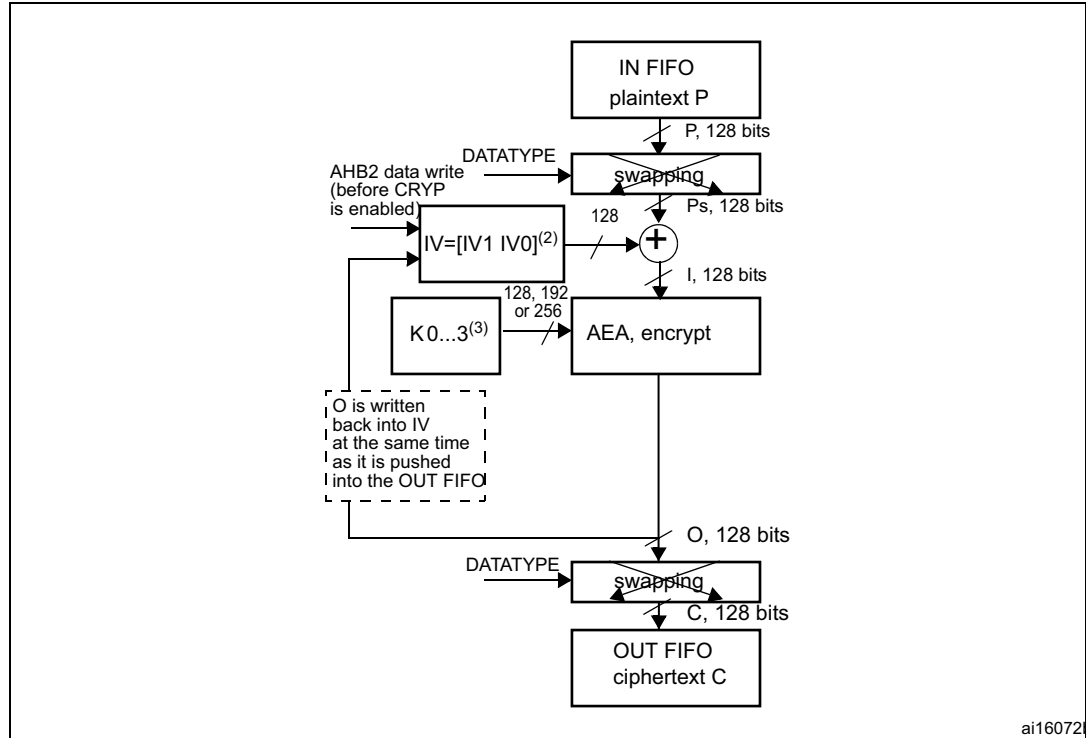 IN FIFO
plaintext P
P, 128 bits
DATATYPE
swapping
AHB2 data write
(before CRYP
is enabled)
Ps, 128 bits
IV=[IV1 IV0](2)
128
+
I, 128 bits
128, 192
or 256
K 0...3(3)
AEA, encrypt
O is written
back into IV
at the same time
as it is pushed
into the OUT FIFO
O, 128 bits
DATATYPE
swapping
C, 128 bits
OUT FIFO
ciphertext C